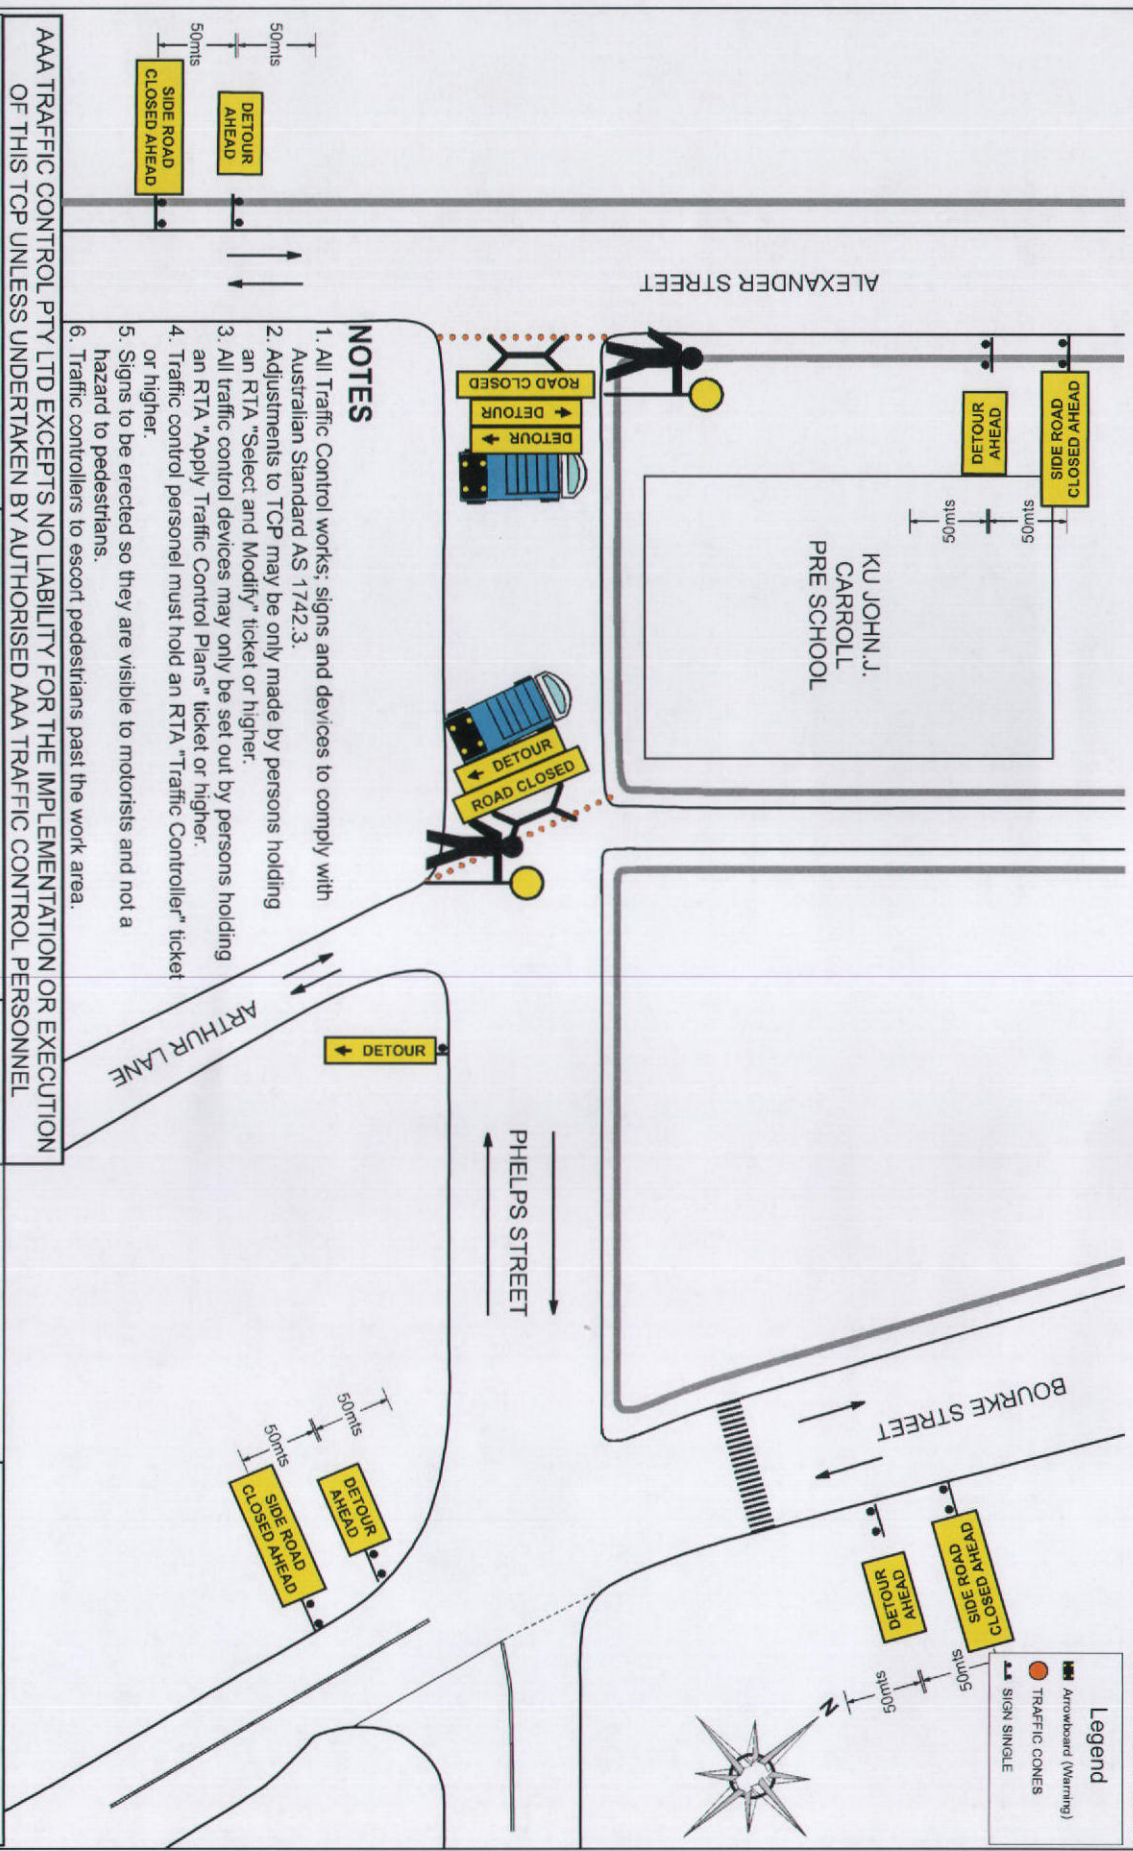 Legend
Arrowboard (Warning)
TRAFFIC CONES
SIGN SINGLE
N
SIDE ROAD
CLOSED AHEAD
DETOUR
AHEAD
50mts
50mts
KU JOHN.J.
CARROLL
PRE SCHOOL
SIDE ROAD
CLOSED AHEAD
DETOUR
AHEAD
50mts
50mts
BOURKE STREET
ALEXANDER STREET
ROAD CLOSED
DETOUR
DETOUR
DETOUR
ROAD CLOSED
PHELPS STREET
DETOUR
ARTHUR LANE
DETOUR
AHEAD
SIDE ROAD
CLOSED AHEAD
50mts
50mts
50mts
50mts
DETOUR
AHEAD
SIDE ROAD
CLOSED AHEAD
NOTES
1. All Traffic Control works; signs and devices to comply with
Australian Standard AS 1742.3.
2. Adjustments to TCP may be only made by persons holding
an RTA "Select and Modify" ticket or higher.
3. All traffic control devices may only be set out by persons holding
an RTA "Apply Traffic Control Plans" ticket or higher.
4. Traffic control personel must hold an RTA "Traffic Controller" ticket
or higher.
5. Signs to be erected so they are visible to motorists and not a
hazard to pedestrians.
6. Traffic controllers to escort pedestrians past the work area.
AAA TRAFFIC CONTROL PTY LTD EXCEPTS NO LIABILITY FOR THE IMPLEMENTATION OR EXECUTION
OF THIS TCP UNLESS UNDERTAKEN BY AUTHORISED AAA TRAFFIC CONTROL PERSONNEL